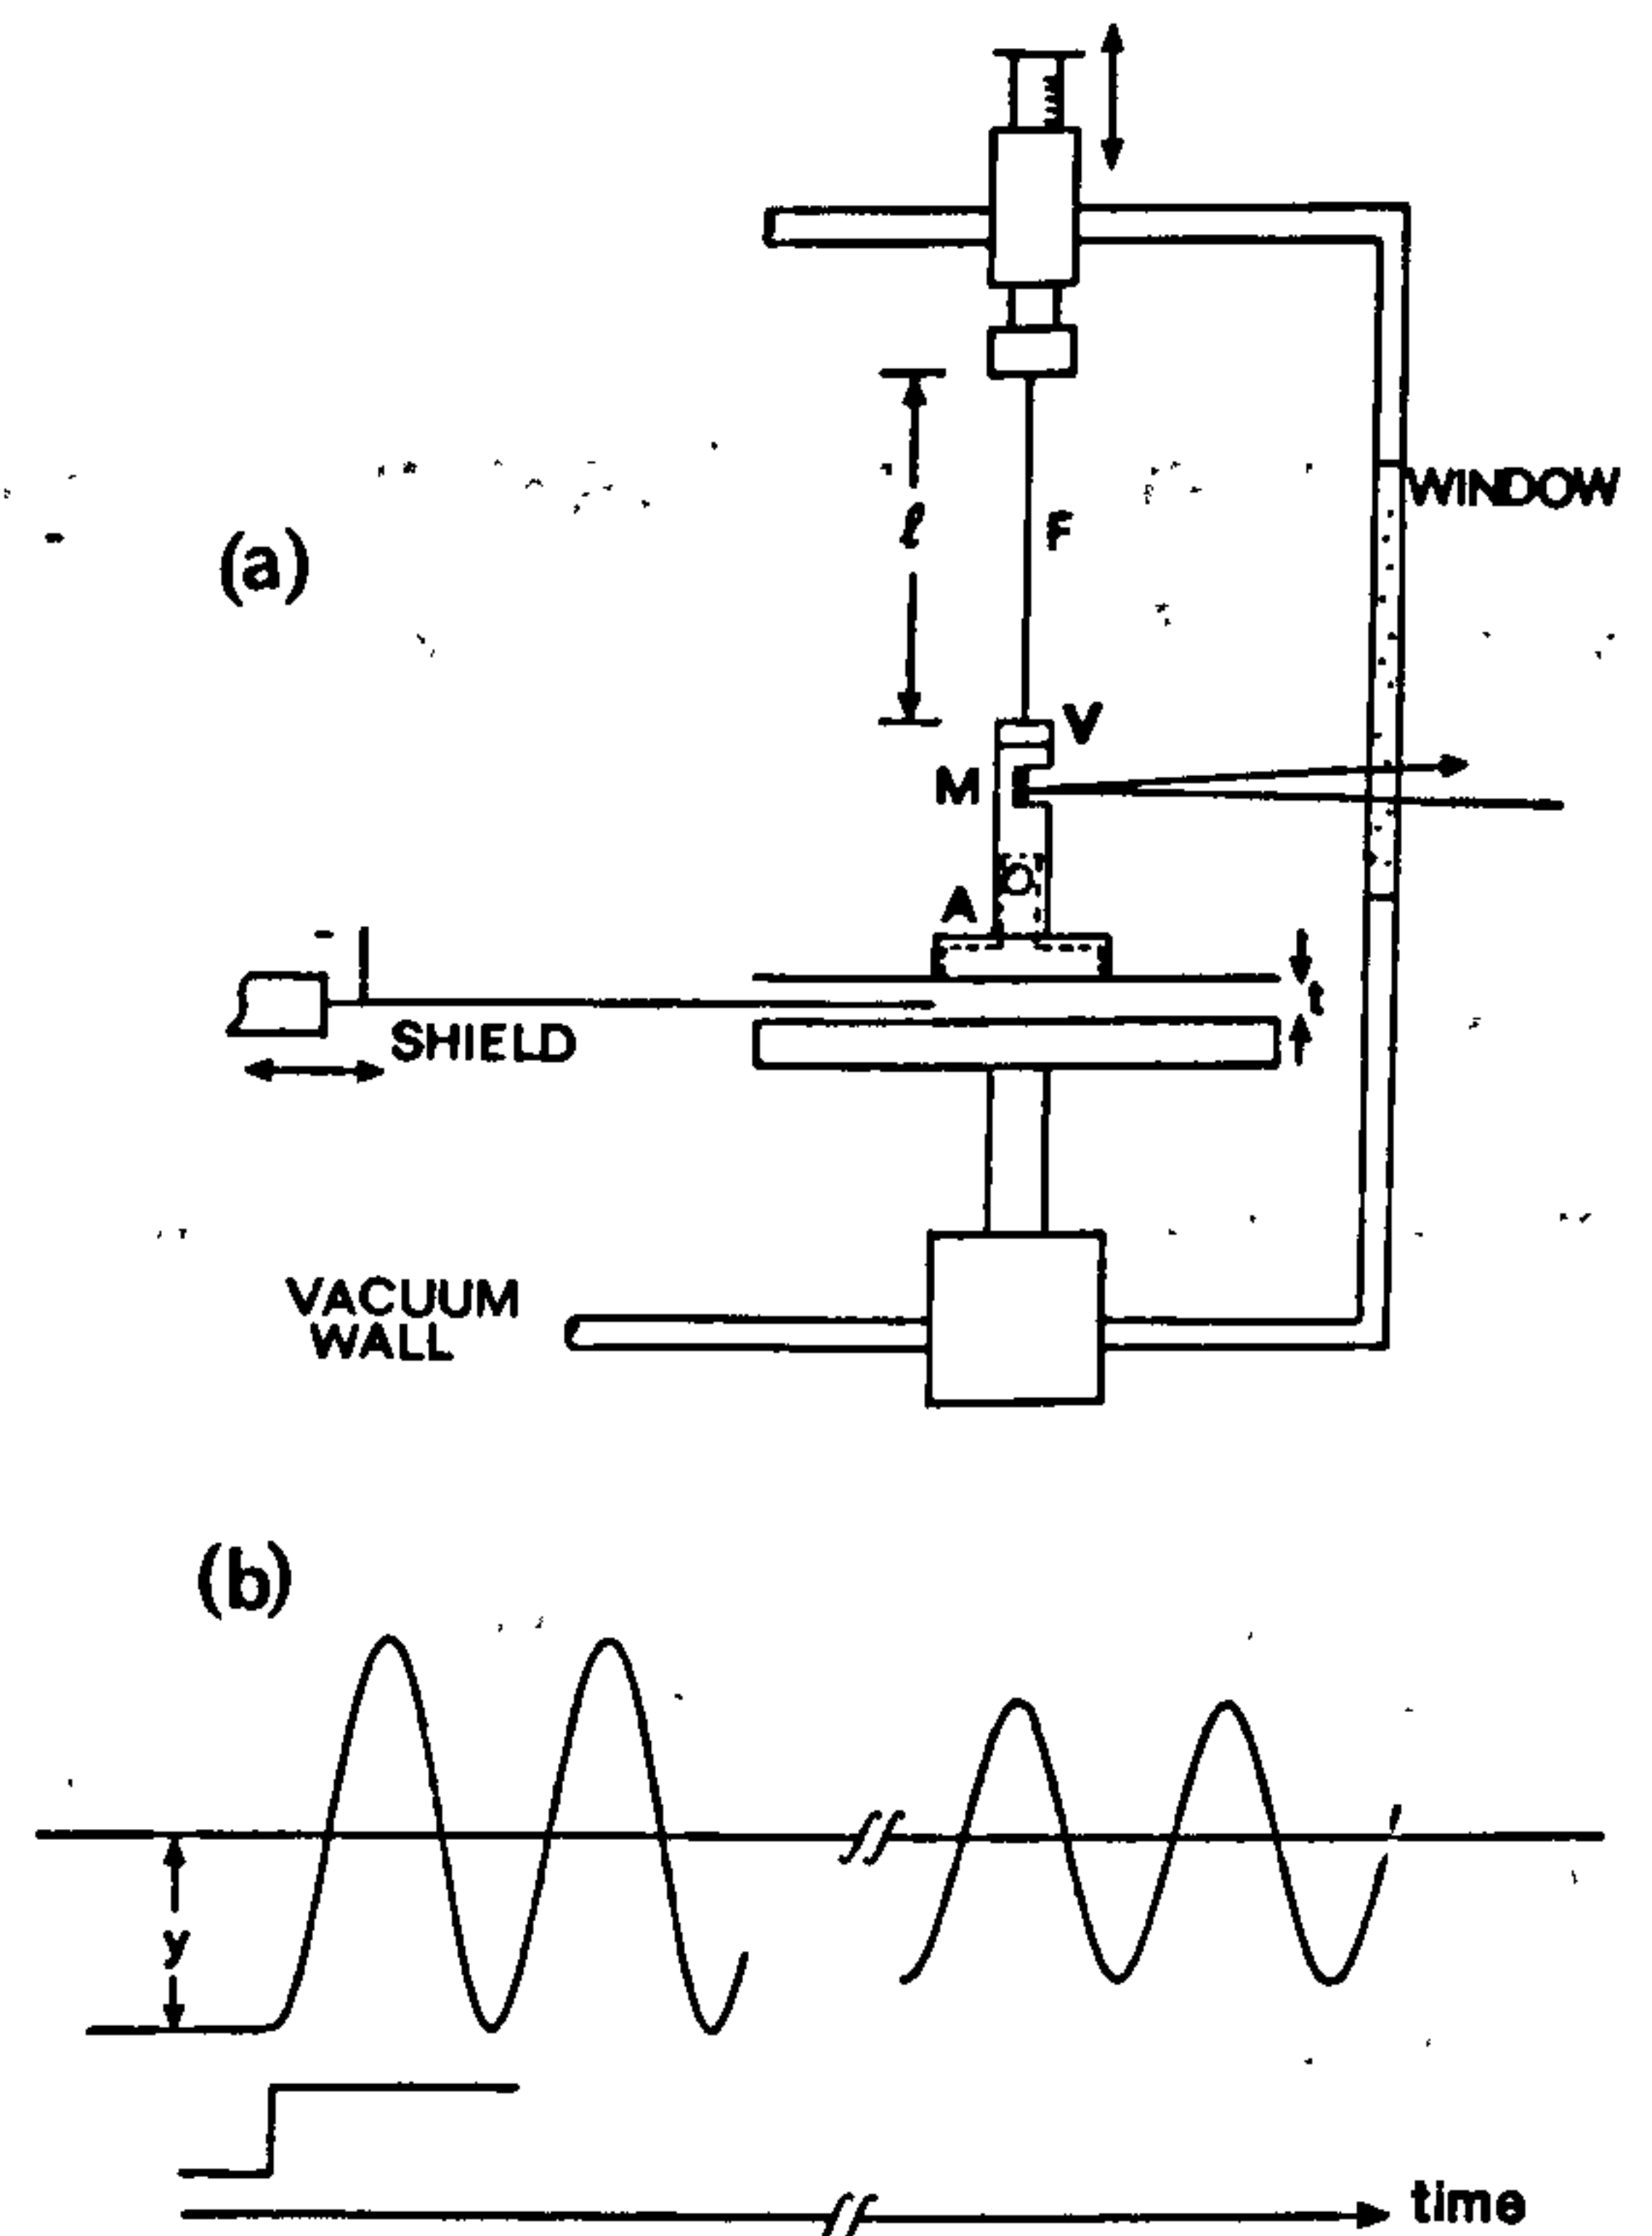 WINDOW
(a)
ℓ
F
V
M
A
t
SHIELD
VACUUM
WALL
(b)
y
time